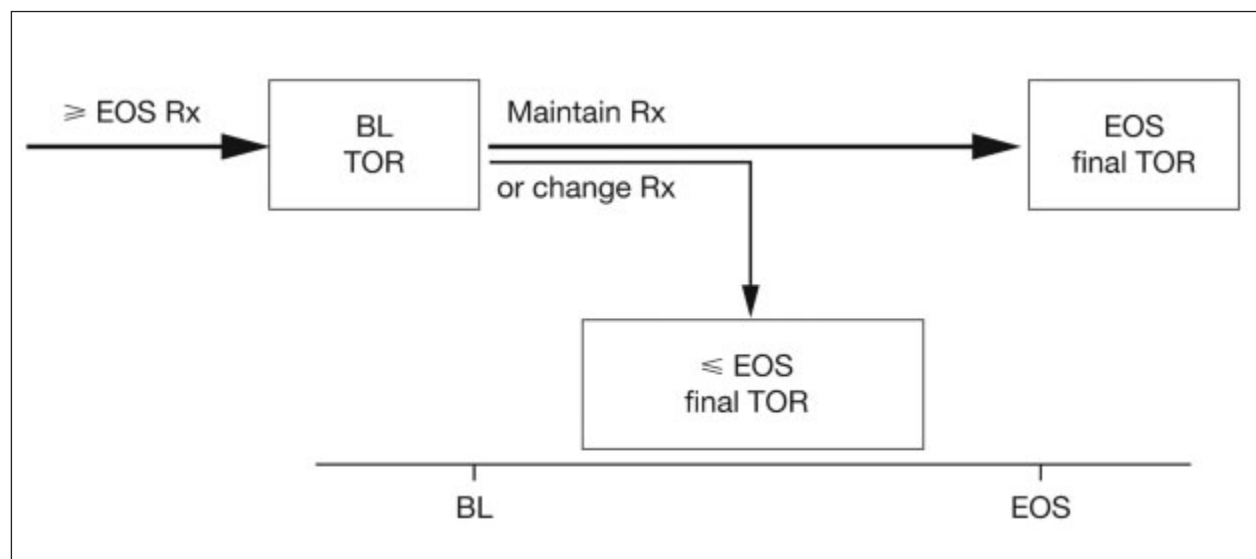 ⩾ EOS Rx
BL
TOR
Maintain Rx
or change Rx
EOS
final TOR
⩽ EOS
final TOR
BL
EOS